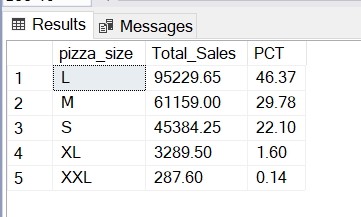 Results Messages
pizza_size Total_Sales PCT
1 L 95229.65 46.37
2 M 61159.00 29.78
3 S 45384.25 22.10
4 XL 3289.50 1.60
5 XXL 287.60 0.14